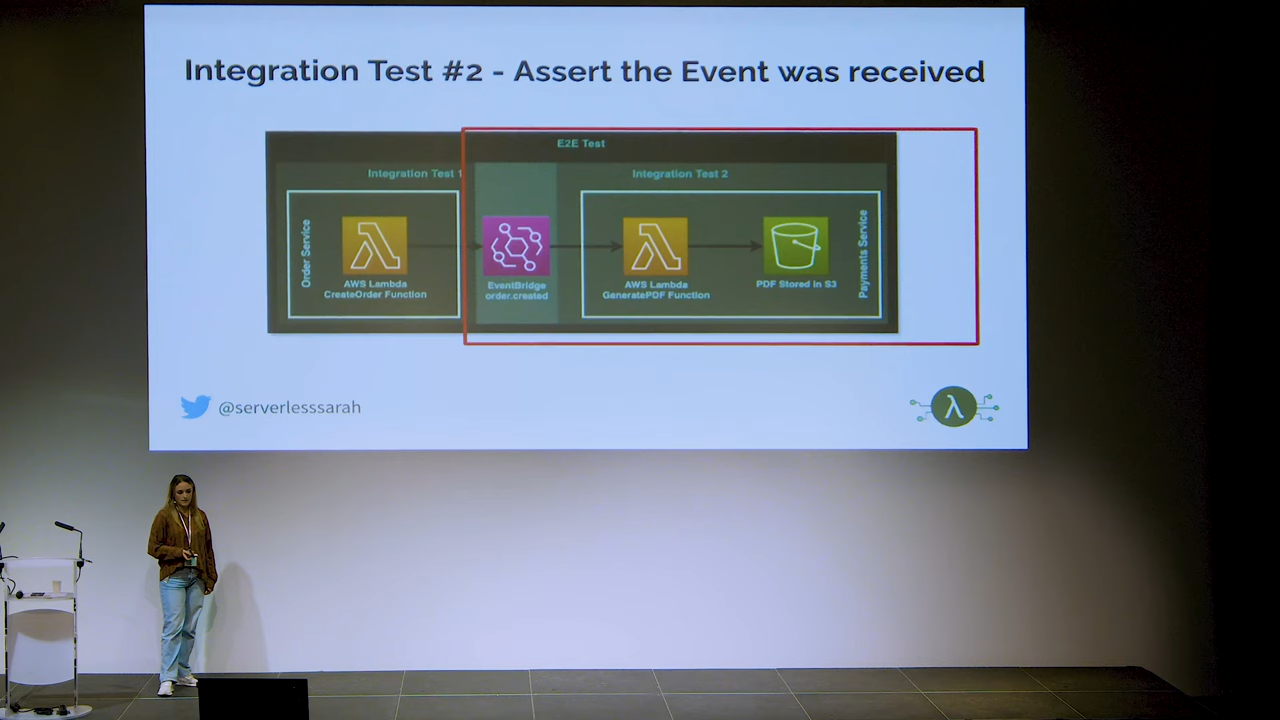 Integration Test #2 - Assert the Event was received
E2E Test
Integration Test 1
Integration Test 2
Order Service
AWS Lambda
CreateOrder Function
EventBridge
order.created
AWS Lambda
GeneratePDF Function
PDF Stored in S3
Payments Service
@serverlesssarah
λ